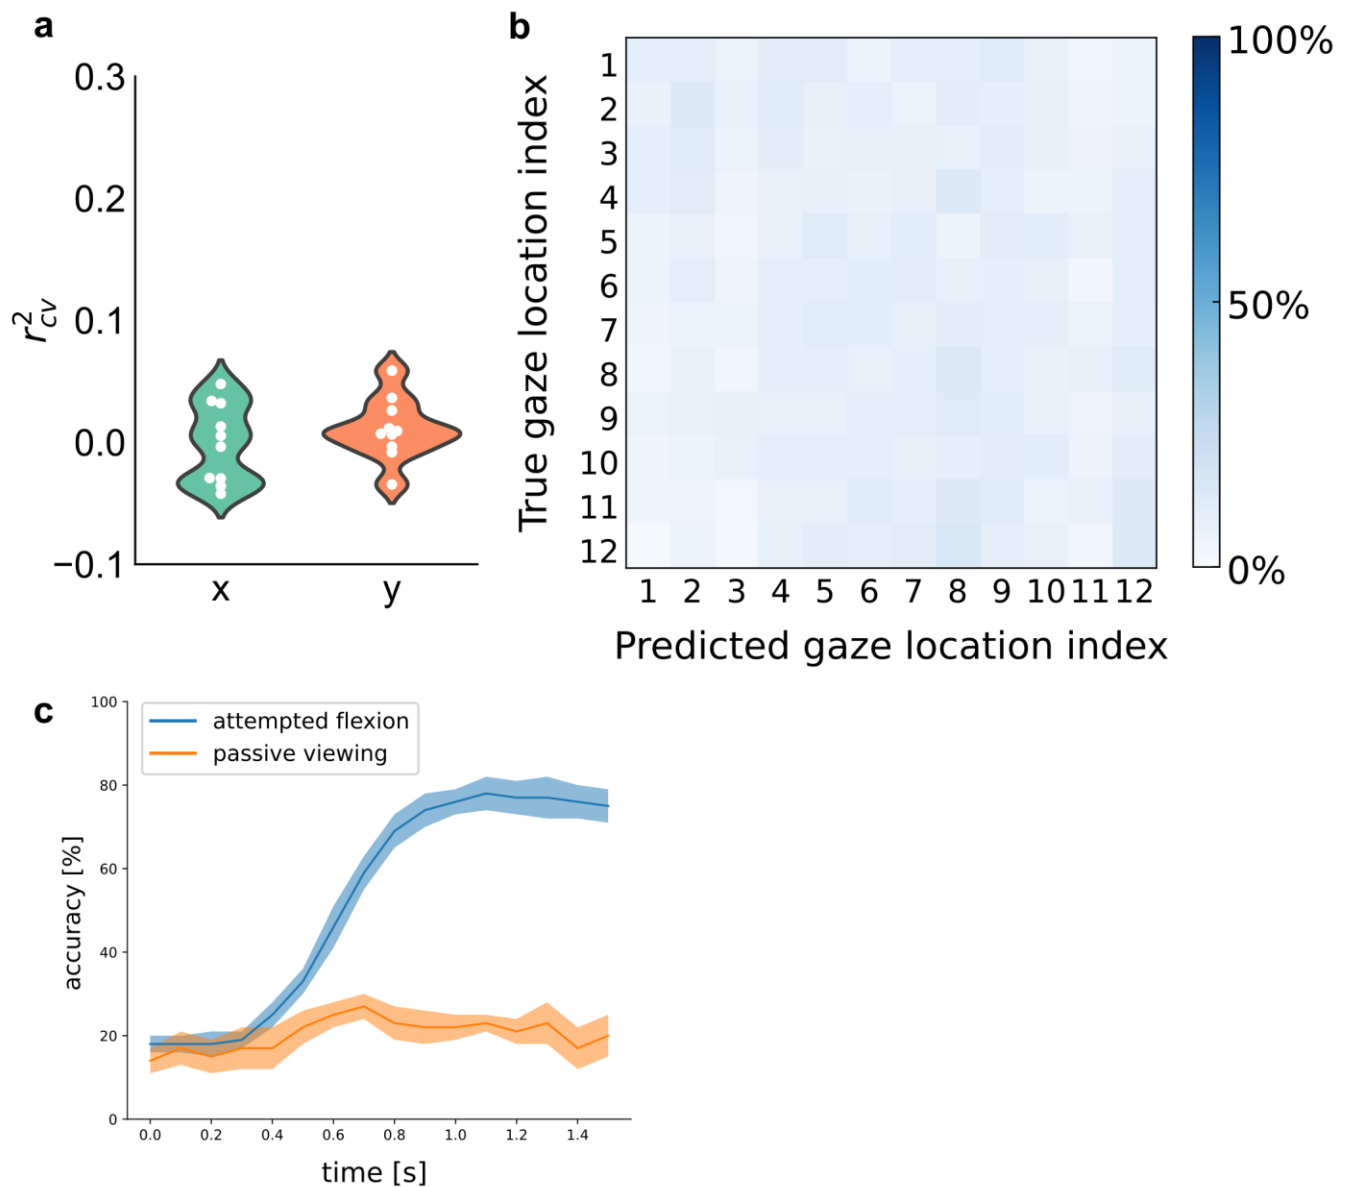 a
0.3
0.2
0.1
0.0
−0.1
r²cv
x y
b
True gaze location index
1
2
3
4
5
6
7
8
9
10
11
12
1 2 3 4 5 6 7 8 9 10 11 12
Predicted gaze location index
100%
50%
0%
c
attempted flexion
passive viewing
100
80
60
40
20
0
accuracy [%]
0.0 0.2 0.4 0.6 0.8 1.0 1.2 1.4
time [s]